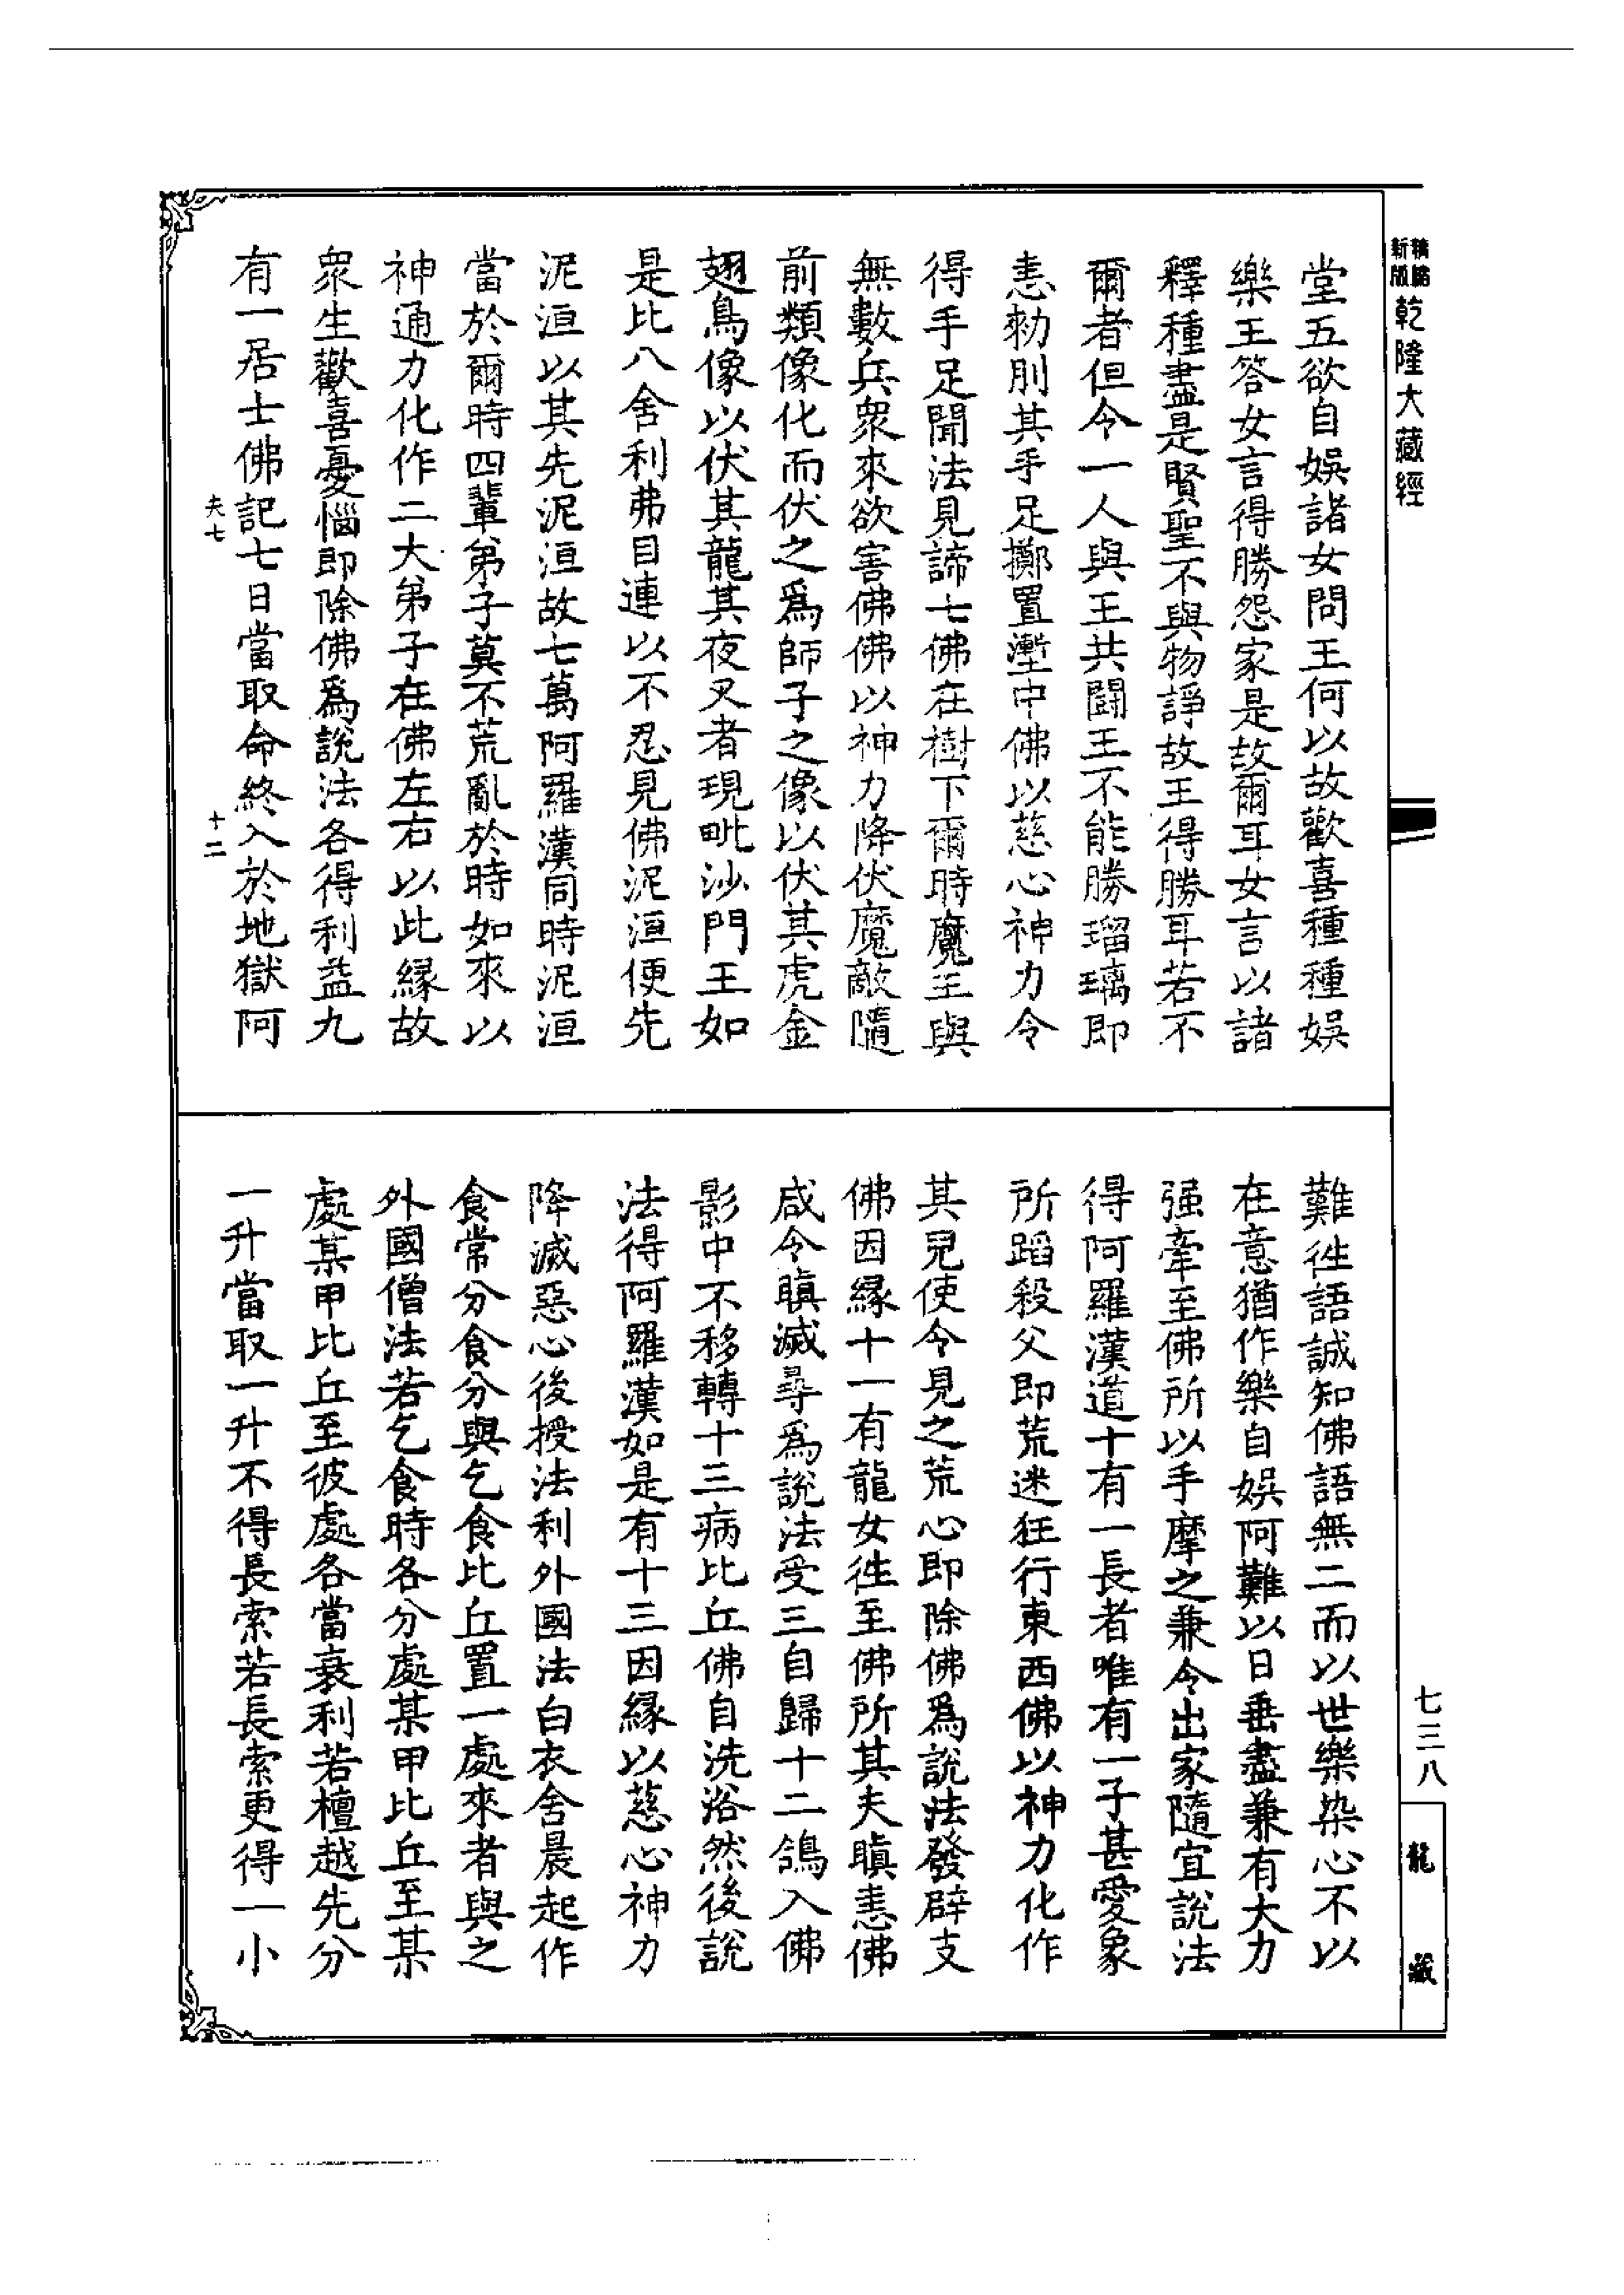 精縮
新版
乾隆大藏經
堂五欲自娛諸女問王何以故歡喜種種娛
樂王答女言得勝怨家是故爾耳女言以諸
釋種盡是賢聖不與物諍故王得勝耳若不
爾者但令一人與王共鬪王不能勝瑠璃即
恚勑刖其手足擲置壍中佛以慈心神力令
得手足聞法見諦七佛在樹下爾時魔王與
無數兵衆來欲害佛佛以神力降伏魔敵隨
前類像化而伏之爲師子之像以伏其虎金
翅鳥像以伏其龍其夜叉者現毗沙門王如
是比八舍利弗目連以不忍見佛泥洹便先
泥洹以其先泥洹故七萬阿羅漢同時泥洹
當於爾時四輩弟子莫不荒亂於時如來以
神通力化作二大弟子在佛左右以此緣故
衆生歡喜憂惱即除佛爲說法各得利益九
有一居士佛記七日當取命終入於地獄阿
夫七
十二
難徃語誠知佛語無二而以世樂染心不以
在意猶作樂自娛阿難以日垂盡兼有大力
强牽至佛所以手摩之兼令出家隨宜說法
得阿羅漢道十有一長者唯有一子甚愛象
所蹈殺父即荒迷狂行東西佛以神力化作
其兒使令見之荒心即除佛爲說法發辟支
佛因緣十一有龍女徃至佛所其夫瞋恚佛
咸令瞋滅尋爲說法受三自歸十二鴿入佛
影中不移轉十三病比丘佛自洗浴然後說
法得阿羅漢如是有十三因緣以慈心神力
降滅惡心後授法利外國法白衣舍晨起作
食常分食分與乞食比丘置一處來者與之
外國僧法若乞食時各分處某甲比丘至某
處某甲比丘至彼處各當衰利若檀越先分
一升當取一升不得長索若長索更得一小
七三八
龍
藏